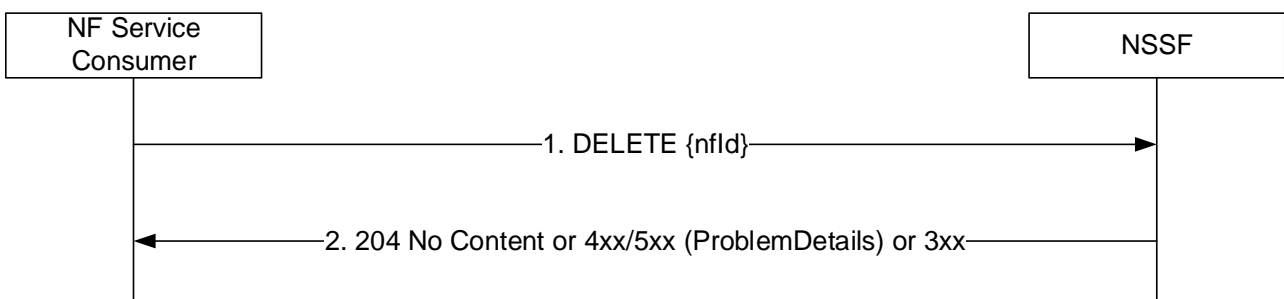 NF Service
Consumer
NSSF
1. DELETE {nfId}
2. 204 No Content or 4xx/5xx (ProblemDetails) or 3xx